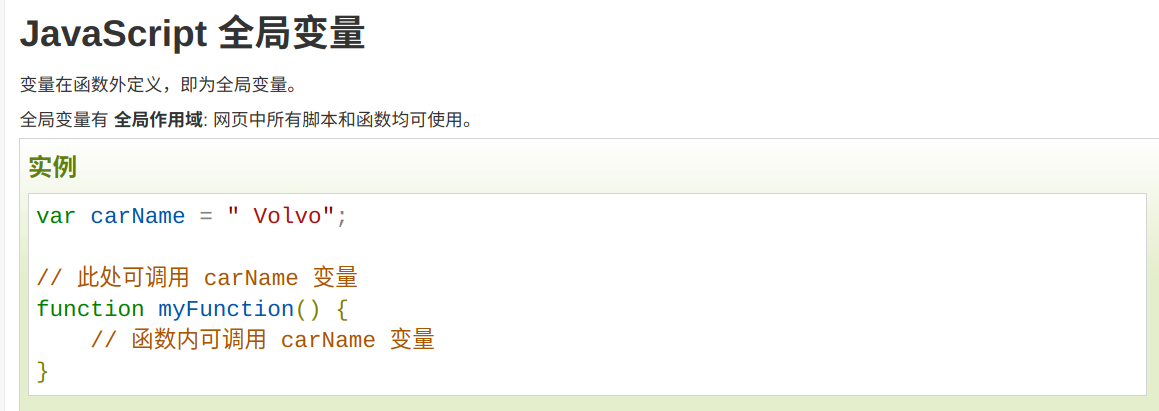 JavaScript 全局变量
变量在函数外定义，即为全局变量。
全局变量有 全局作用域: 网页中所有脚本和函数均可使用。
实例
var carName = " Volvo";
// 此处可调用 carName 变量
function myFunction() {
    // 函数内可调用 carName 变量
}